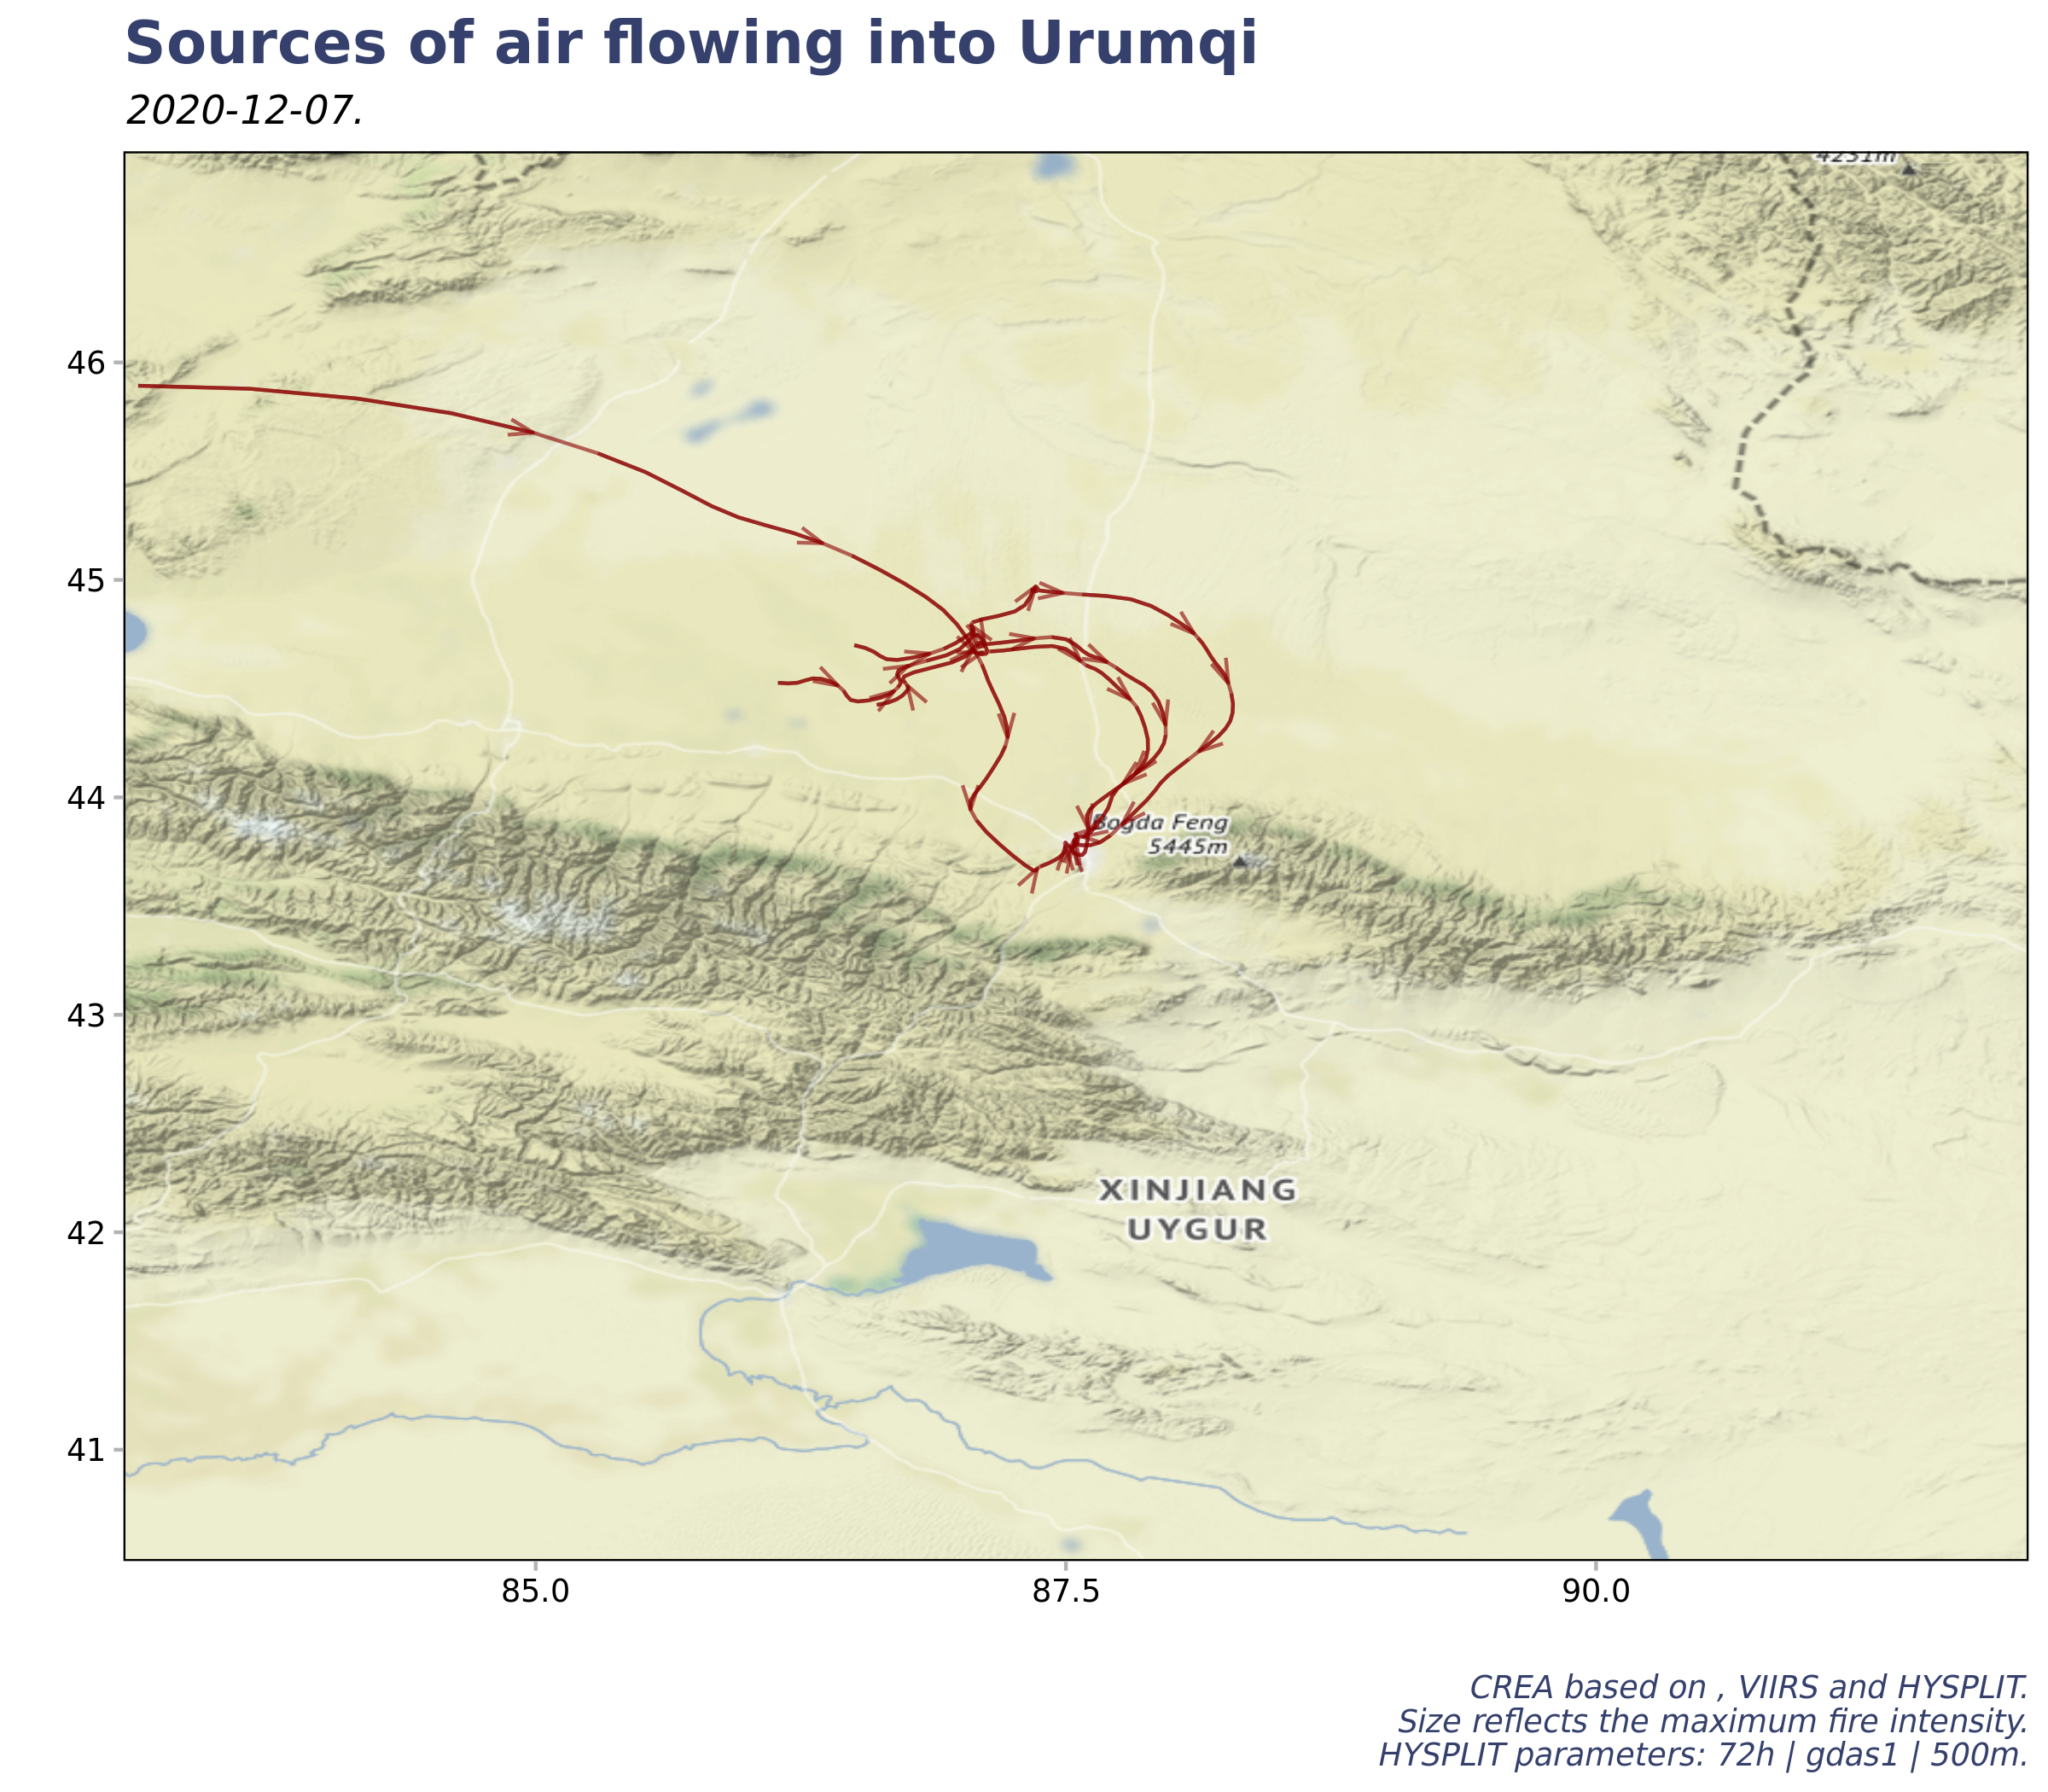 Sources of air flowing into Urumqi
2020-12-07.
4231m
46
45
44
43
42
41
Bogda Feng
5445m
XINJIANG
UYGUR
85.0
87.5
90.0
CREA based on , VIIRS and HYSPLIT.
Size reflects the maximum fire intensity.
HYSPLIT parameters: 72h | gdas1 | 500m.